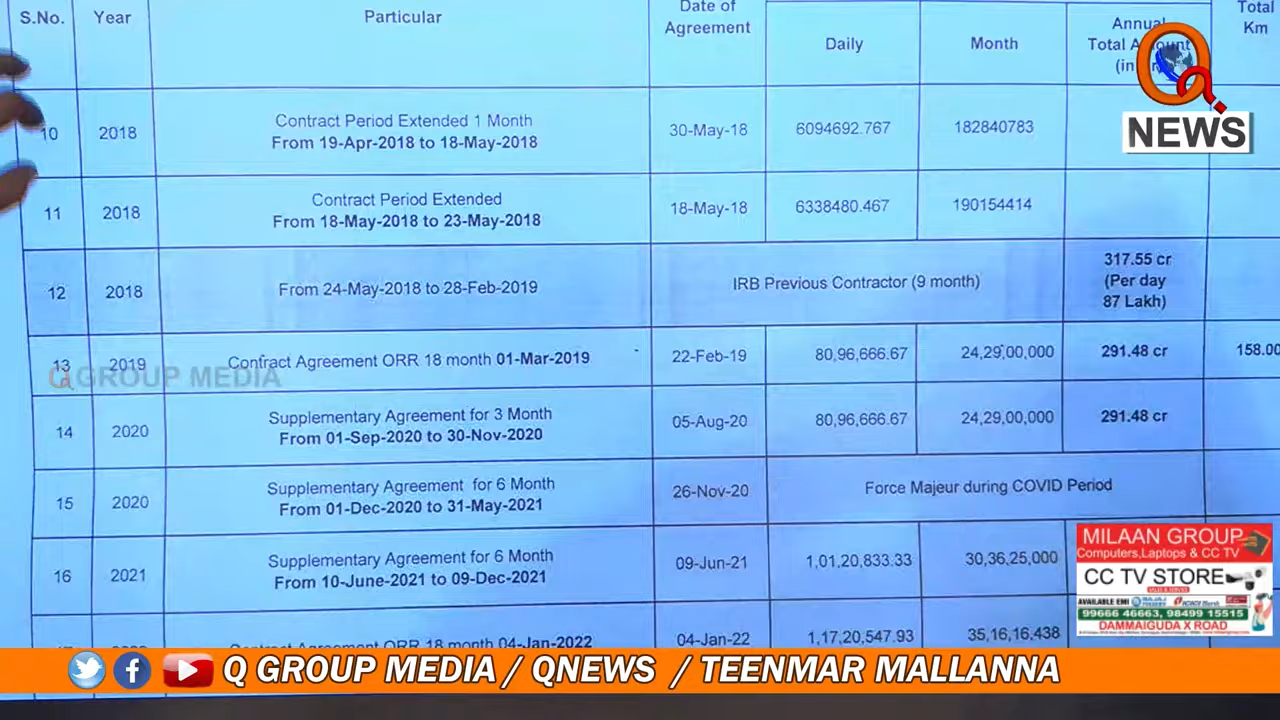 S.No.
Year
Particular
Date of
Agreement
Daily
Month
Annual
Total
(in
Total
Km
10
2018
Contract Period Extended 1 Month
From 19-Apr-2018 to 18-May-2018
30-May-18
6094692.767
182840783
11
2018
Contract Period Extended
From 18-May-2018 to 23-May-2018
18-May-18
6338480.467
190154414
12
2018
From 24-May-2018 to 28-Feb-2019
IRB Previous Contractor (9 month)
317.55 cr
(Per day
87 Lakh)
13
2019
Contract Agreement ORR 18 month 01-Mar-2019
22-Feb-19
80,96,666.67
24,29,00,000
291.48 cr
158.00
14
2020
Supplementary Agreement for 3 Month
From 01-Sep-2020 to 30-Nov-2020
05-Aug-20
80,96,666.67
24,29,00,000
291.48 cr
15
2020
Supplementary Agreement for 6 Month
From 01-Dec-2020 to 31-May-2021
26-Nov-20
Force Majeur during COVID Period
16
2021
Supplementary Agreement for 6 Month
From 10-June-2021 to 09-Dec-2021
09-Jun-21
1,01,20,833.33
30,36,25,000
Contract Agreement ORR 18 month 04-Jan-2022
04-Jan-22
1,17,20,547.93
35,16,16,438
Q
NEWS
Q GROUP MEDIA
MILAAN GROUP
Computers,Laptops & CC TV
CC TV STORE
SALES & SERVICE
AVAILABLE EMI
BAJAJ
ICICI Bank
99666 46663, 98499 15515
DAMMAIGUDA X ROAD
Q GROUP MEDIA / QNEWS / TEENMAR MALLANNA